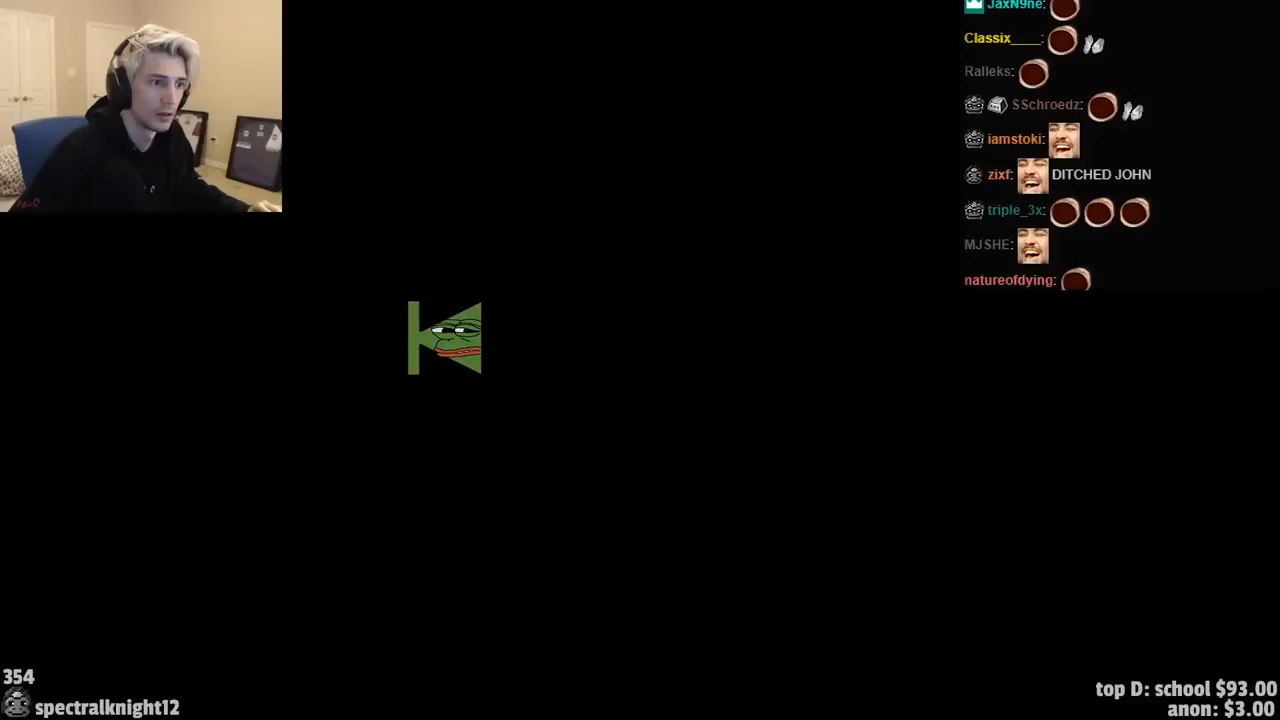 JaxN9ne:
Classix____:
Ralleks:
SSchroedz:
iamstoki:
zixf: DITCHED JOHN
triple_3x:
MJSHE:
natureofdying:
354
spectralknight12
top D: school $93.00
anon: $3.00